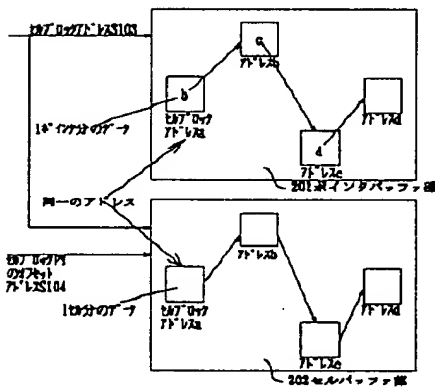 セルブロックアドレスS103
c
アドレスb
b
アドレスd
1ポインタ分のデータ
セルブロック
アドレスa
d
アドレスc
201ポインタバッファ部
同一のアドレス
アドレスb
セルブロック内
のオフセット
アドレスS104
アドレスd
1セル分のデータ
セルブロック
アドレスa
アドレスc
202セルバッファ部